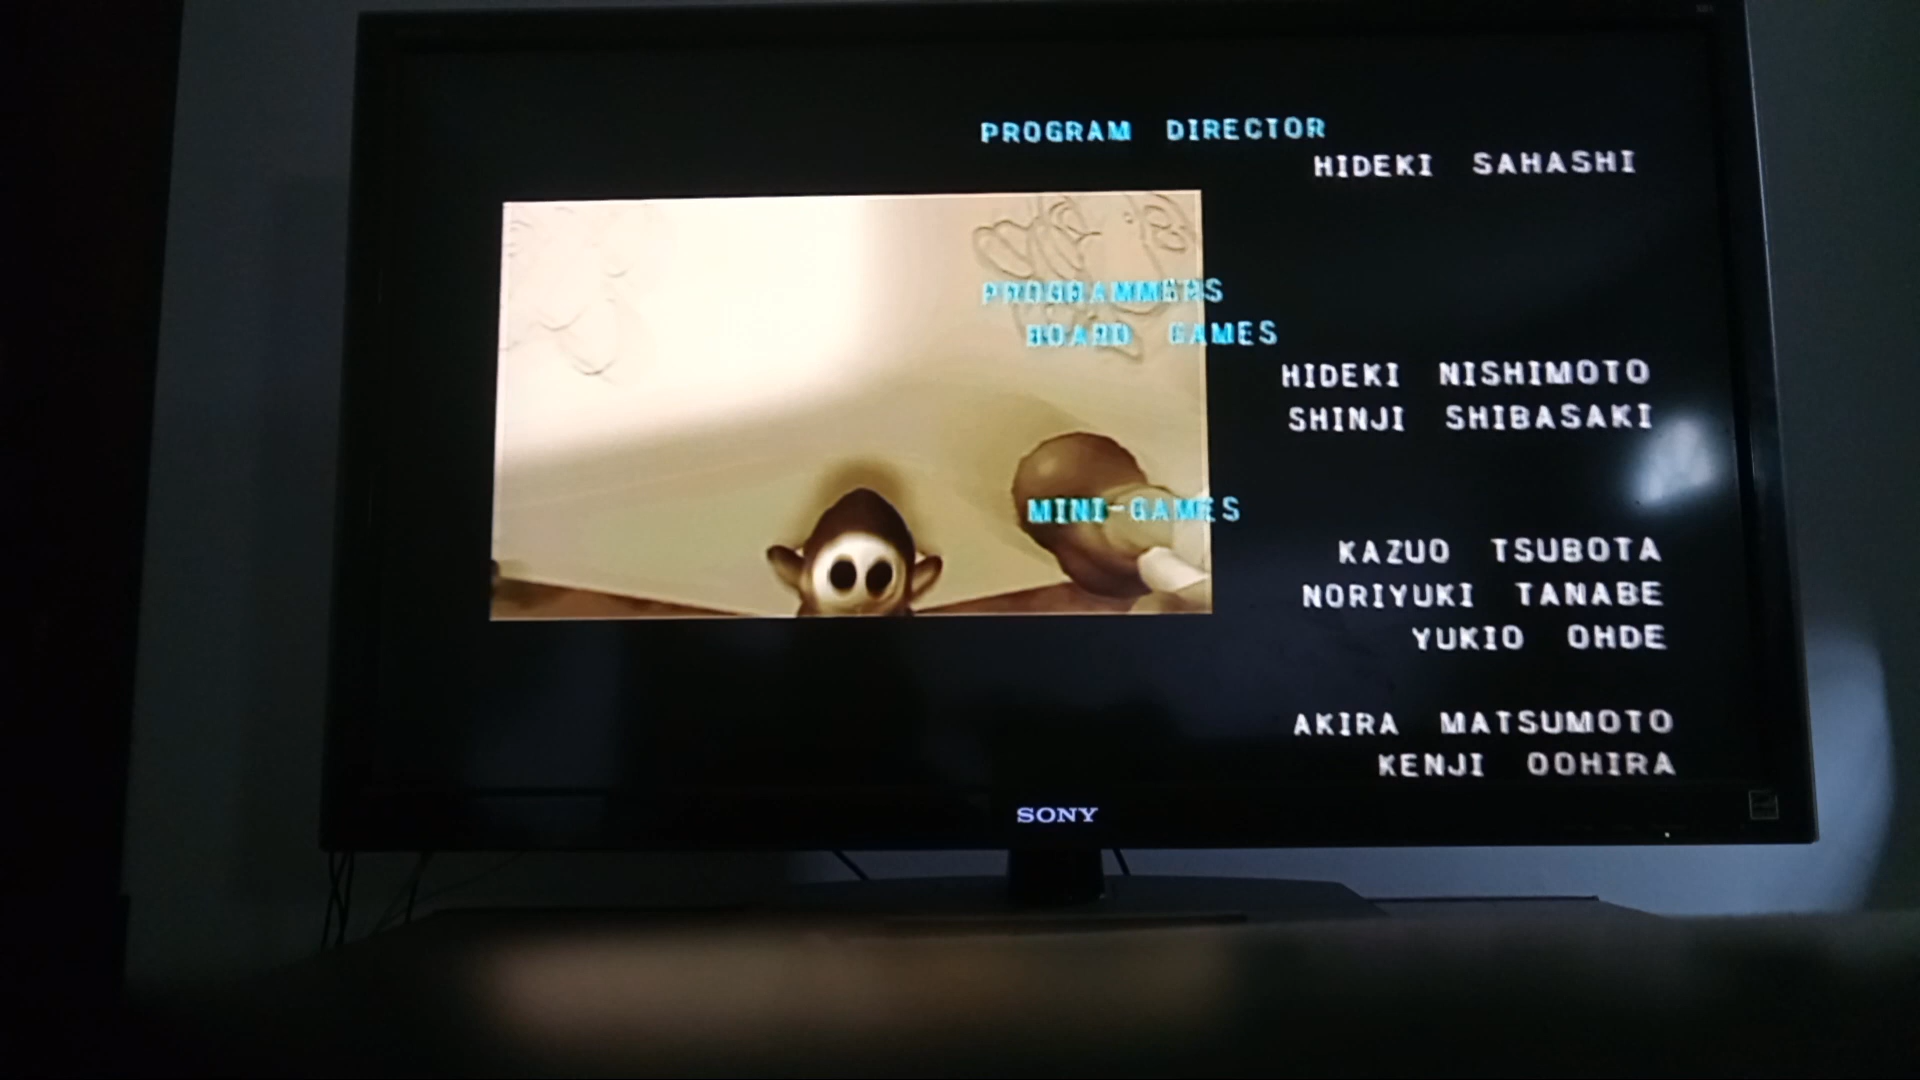 PROGRAM DIRECTOR
HIDEKI SAHASHI
PROGRAMMERS
BOARD GAMES
HIDEKI NISHIMOTO
SHINJI SHIBASAKI
MINI-GAMES
KAZUO TSUBOTA
NORIYUKI TANABE
YUKIO OHDE
AKIRA MATSUMOTO
KENJI OOHIRA
SONY